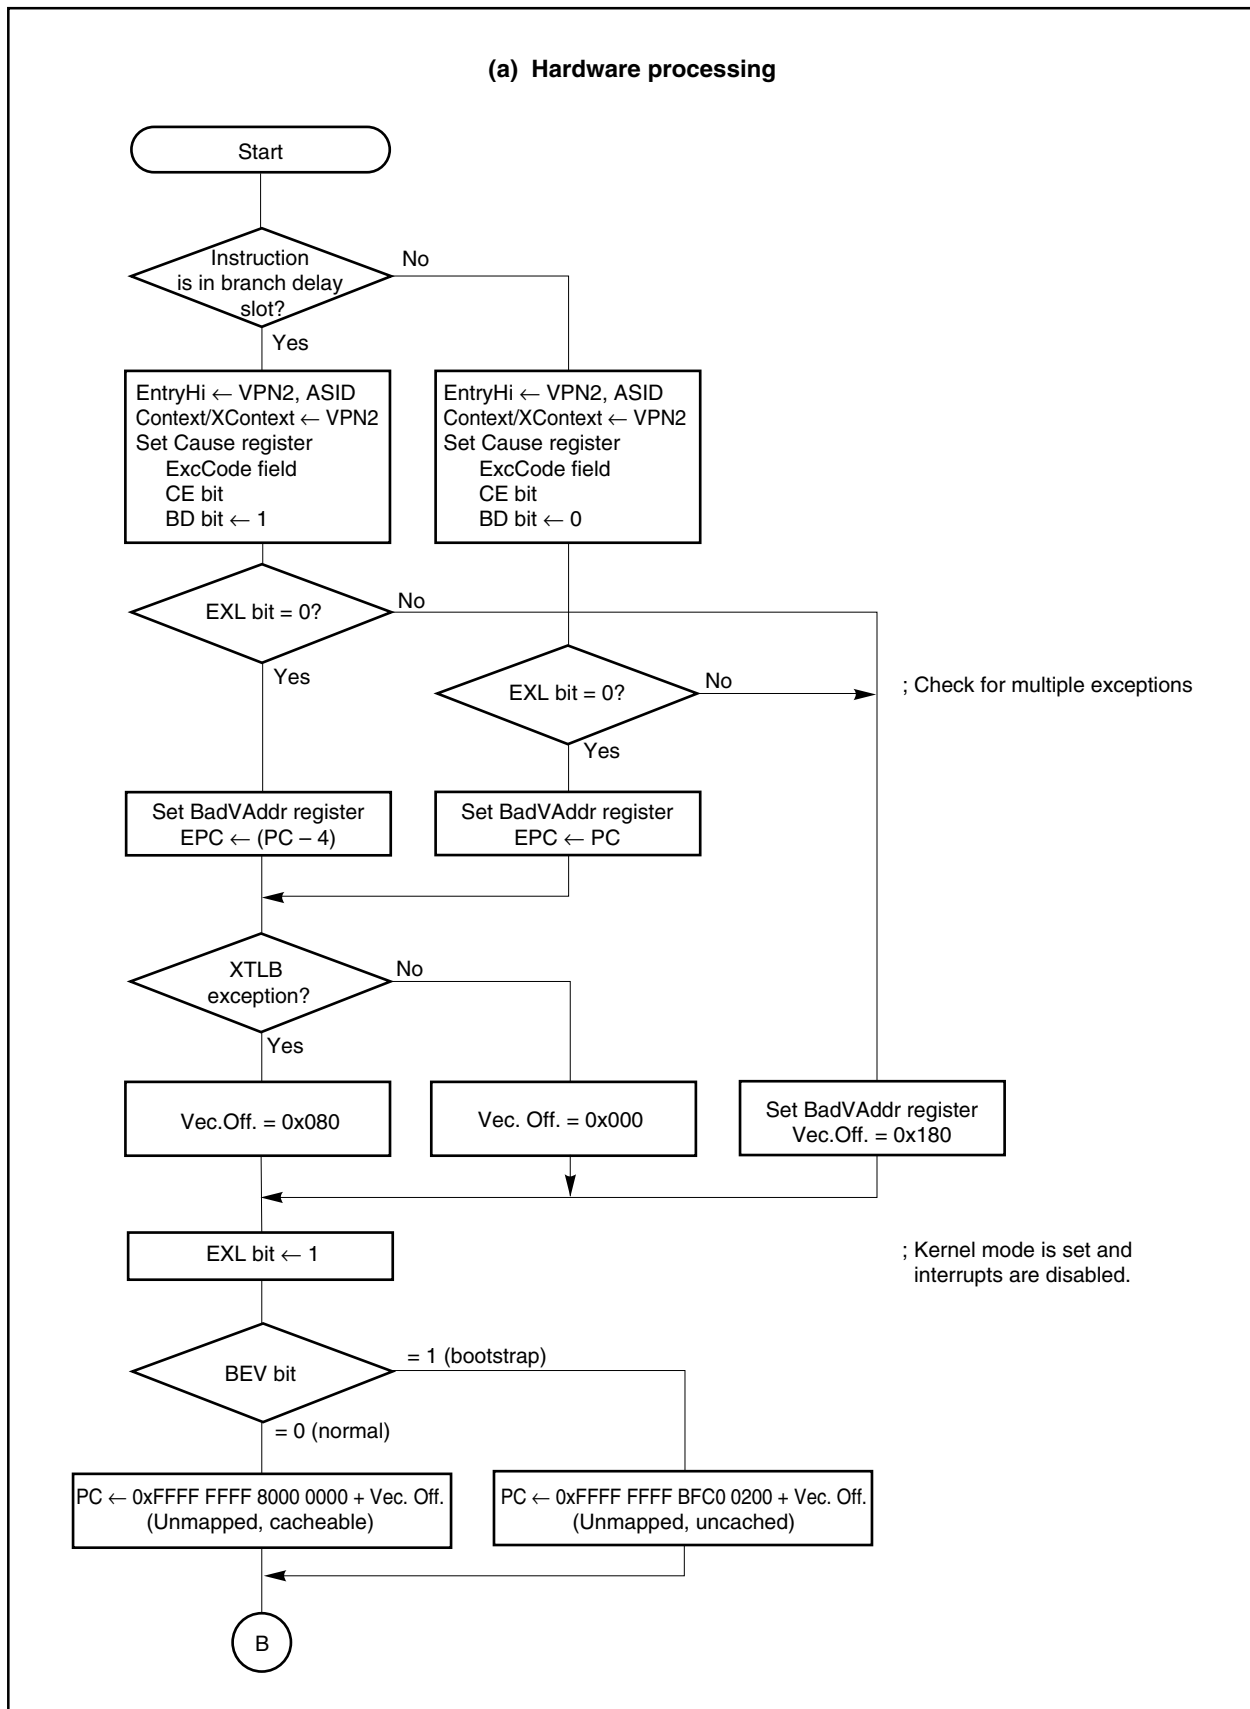 (a) Hardware processing
Start
Instruction
is in branch delay
slot?
No
Yes
EntryHi ← VPN2, ASID
Context/XContext ← VPN2
Set Cause register
ExcCode field
CE bit
BD bit ← 1
EntryHi ← VPN2, ASID
Context/XContext ← VPN2
Set Cause register
ExcCode field
CE bit
BD bit ← 0
EXL bit = 0?
No
Yes
EXL bit = 0?
No
Yes
; Check for multiple exceptions
Set BadVAddr register
EPC ← (PC – 4)
Set BadVAddr register
EPC ← PC
XTLB
exception?
No
Yes
Vec.Off. = 0x080
Vec. Off. = 0x000
Set BadVAddr register
Vec.Off. = 0x180
EXL bit ← 1
; Kernel mode is set and
interrupts are disabled.
BEV bit
= 1 (bootstrap)
= 0 (normal)
PC ← 0xFFFF FFFF 8000 0000 + Vec. Off.
(Unmapped, cacheable)
PC ← 0xFFFF FFFF BFC0 0200 + Vec. Off.
(Unmapped, uncached)
B